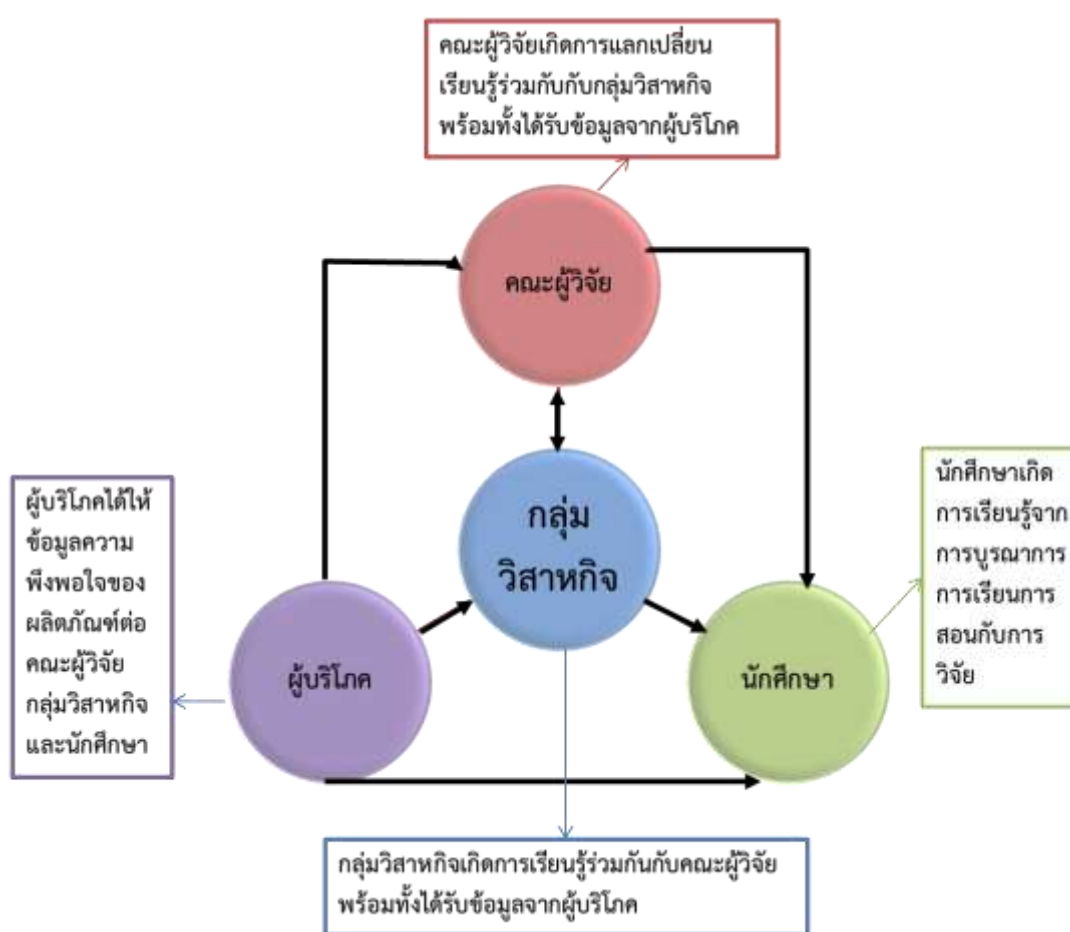 คณะผู้วิจัยเกิดการแลกเปลี่ยน
เรียนรู้ร่วมกับกับกลุ่มวิสาหกิจ
พร้อมทั้งได้รับข้อมูลจากผู้บริโภค
คณะผู้วิจัย
กลุ่ม
วิสาหกิจ
ผู้บริโภคได้ให้
ข้อมูลความ
พึงพอใจของ
ผลิตภัณฑ์ต่อ
คณะผู้วิจัย
กลุ่มวิสาหกิจ
และนักศึกษา
ผู้บริโภค
นักศึกษา
นักศึกษาเกิด
การเรียนรู้จาก
การบูรณาการ
การเรียนการ
สอนกับการ
วิจัย
กลุ่มวิสาหกิจเกิดการเรียนรู้ร่วมกันกับคณะผู้วิจัย
พร้อมทั้งได้รับข้อมูลจากผู้บริโภค